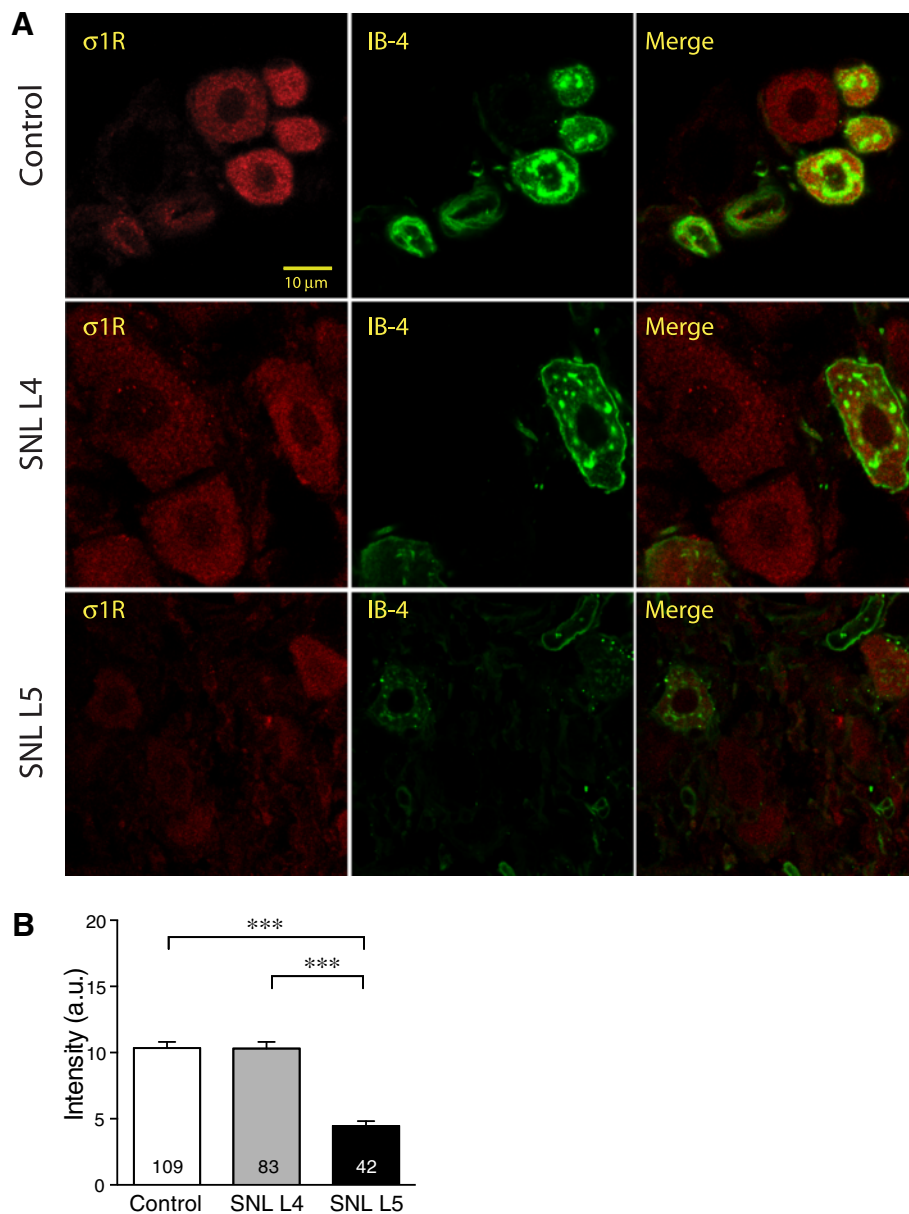 A
σ1R IB-4 Merge
Control
10 µm
σ1R IB-4 Merge
SNL L4
σ1R IB-4 Merge
SNL L5
B
Intensity (a.u.)
20
15
10
5
0
***
***
109 83 42
Control SNL L4 SNL L5